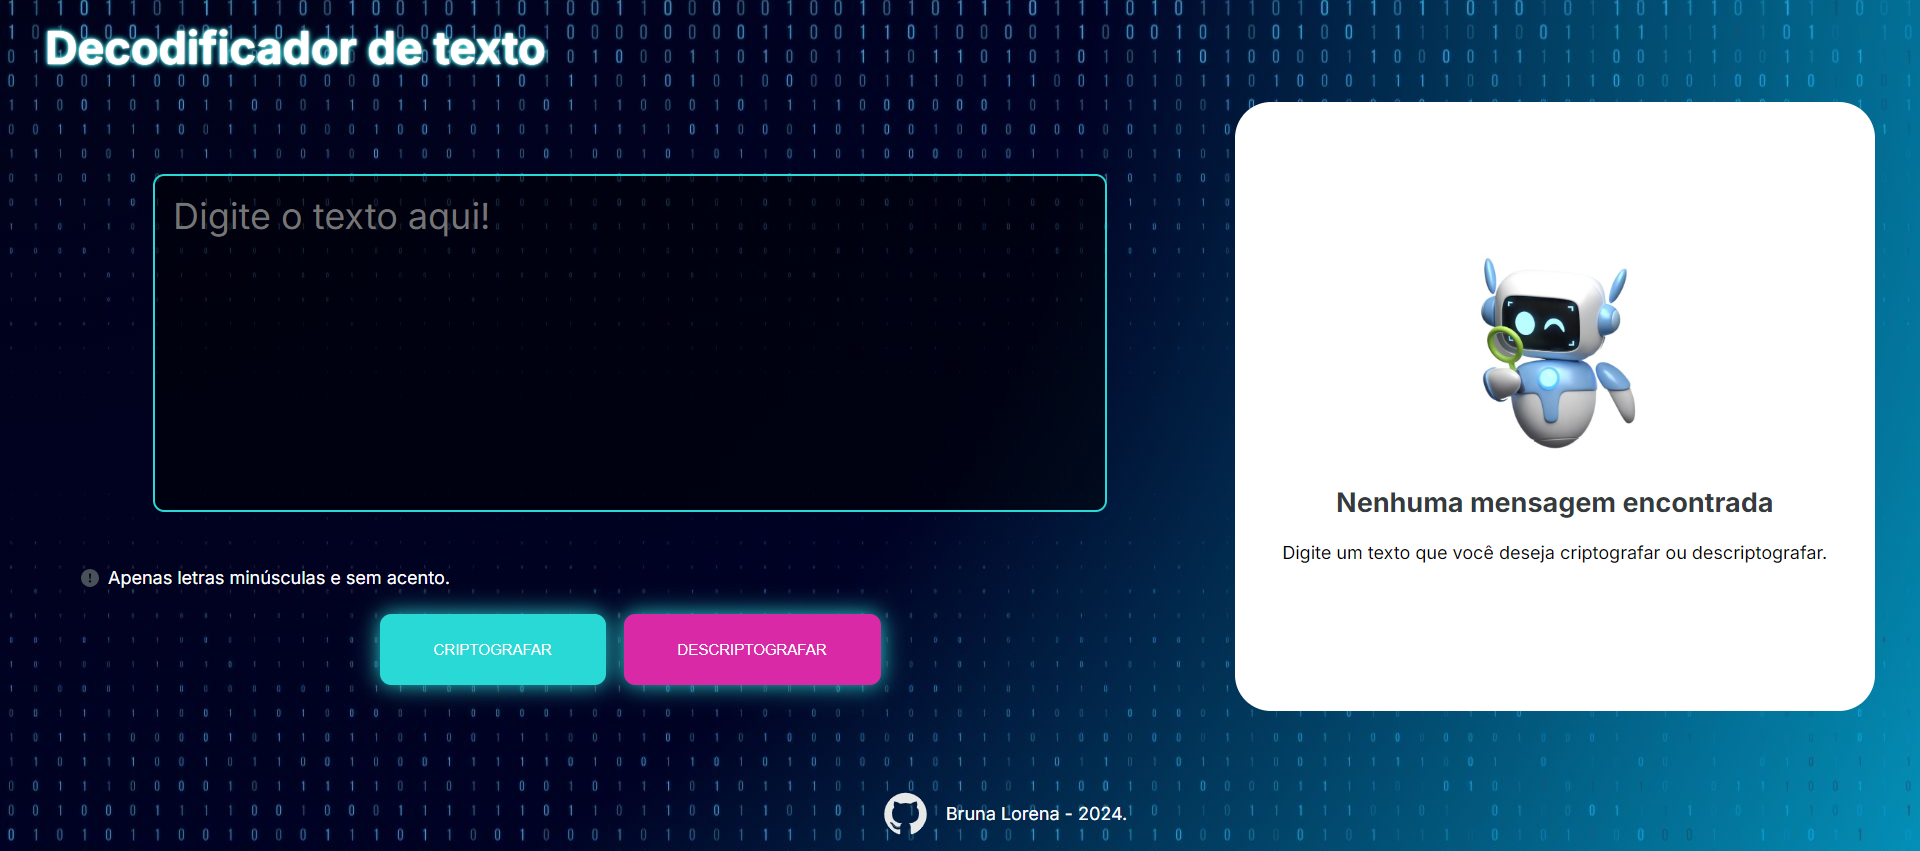 Decodificador de texto
Digite o texto aqui!
Apenas letras minúsculas e sem acento.
CRIPTOGRAFAR
DESCRIPTOGRAFAR
Nenhuma mensagem encontrada
Digite um texto que você deseja criptografar ou descriptografar.
Bruna Lorena - 2024.